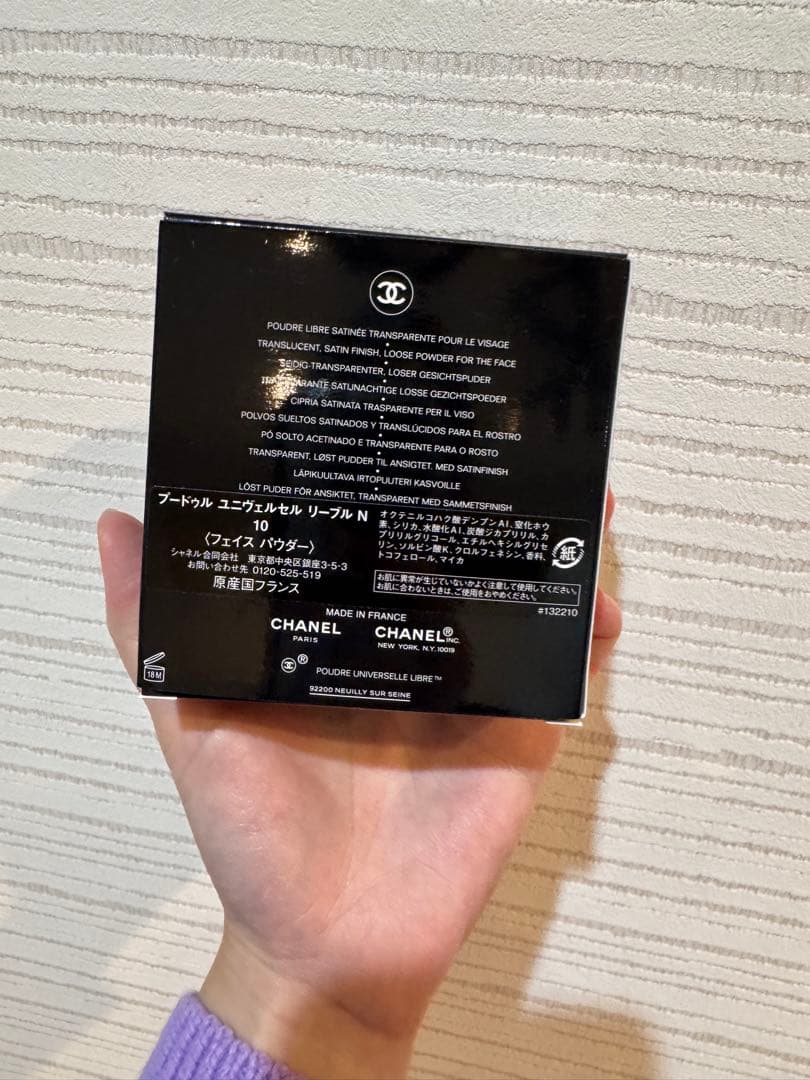 POUDRE LIBRE SATINÉE TRANSPARENTE POUR LE VISAGE
TRANSLUCENT, SATIN FINISH, LOOSE POWDER FOR THE FACE
SEIDIG-TRANSPARENTER, LOSER GESICHTSPUDER
SATIJNACHTIGE LOSSE GEZICHTSPOEDER
CIPRIA SATINATA TRASPARENTE PER IL VISO
POLVOS SUELTOS SATINADOS Y TRANSLÚCIDOS PARA EL ROSTRO
PÓ SOLTO ACETINADO E TRANSPARENTE PARA O ROSTO
TRANSPARENT, LØST PUDDER TIL ANSIGTET, MED SATINFINISH
LÄPIKUULTAVA IRTOPUUTERI KASVOILLE
LÖST PUDER FÖR ANSIKTET, TRANSPARENT MED SAMMETSFINISH
プードゥル ユニヴェルセル リーブル N
10
〈フェイス パウダー〉
シャネル合同会社 東京都中央区銀座3-5-3
お問い合わせ先 0120-525-519
原産国フランス
オクテニルコハク酸デンプンAl、窒化ホウ
素、シリカ、水酸化Al、炭酸ジカプリリル、カ
プリリルグリコール、エチルヘキシルグリセ
リン、ソルビン酸K、クロルフェネシン、香料、
トコフェロール、マイカ
紙
お肌に異常が生じていないかよく注意して使用してください。
お肌に合わないときは、ご使用をおやめください。
#132210
MADE IN FRANCE
CHANEL
PARIS
CHANEL® INC.
NEW YORK, N.Y. 10019
®
POUDRE UNIVERSELLE LIBRE™
92200 NEUILLY SUR SEINE
18 M